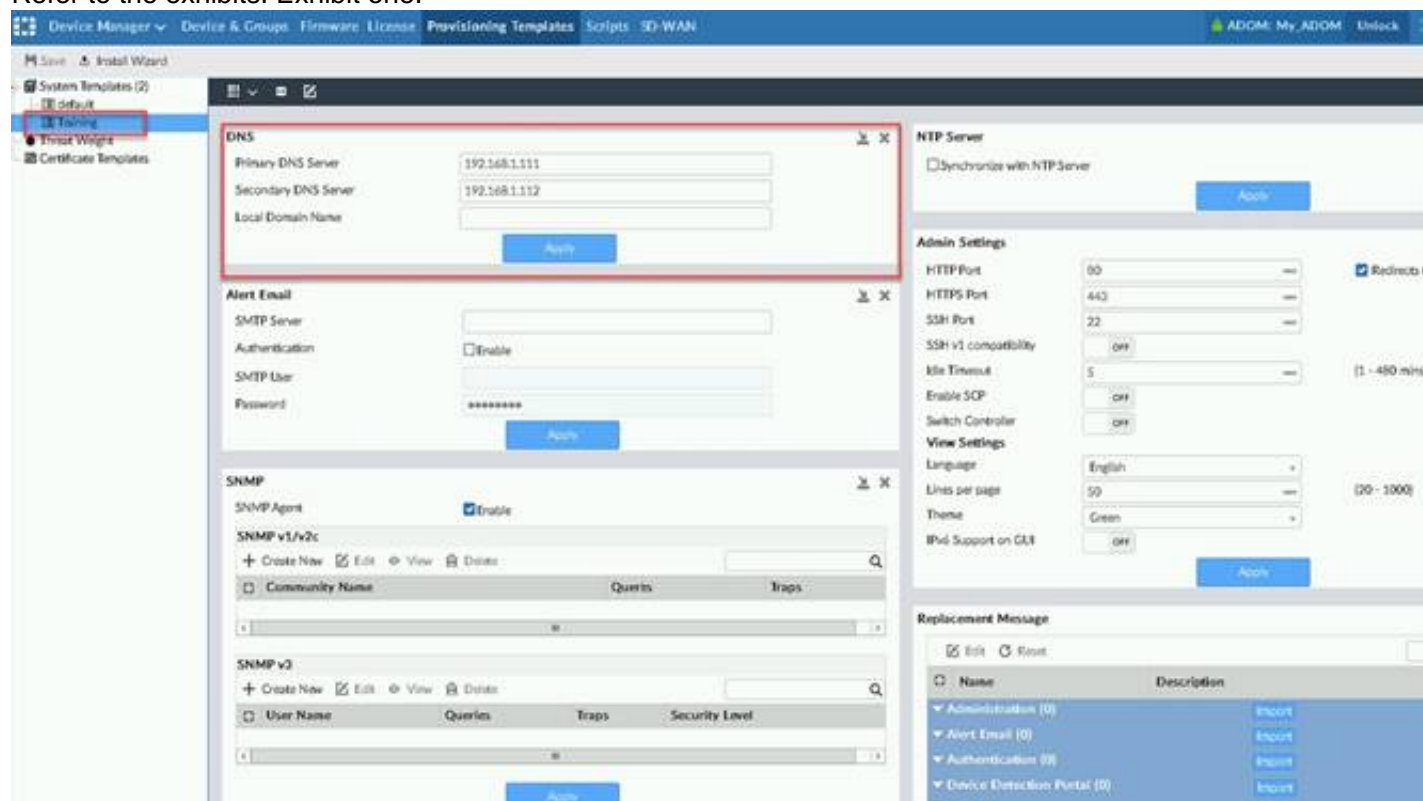 Refer to the exhibits. Exhibit one.
Device Manager Device & Groups Firmware License Provisioning Templates Scripts SD-WAN ADOM: My_ADOM Unlock
Save Install Wizard
System Templates (2)
default
Training
Threat Weight
Certificate Templates
DNS
Primary DNS Server 192.168.1.111
Secondary DNS Server 192.168.1.112
Local Domain Name
Apply
Alert Email
SMTP Server
Authentication Enable
SMTP User
Password ********
Apply
SNMP
SNMP Agent Enable
SNMP v1/v2c
+ Create New Edit View Delete
Community Name Queries Traps
SNMP v3
+ Create New Edit View Delete
User Name Queries Traps Security Level
Apply
NTP Server
Synchronize with NTP Server
Apply
Admin Settings
HTTP Port 80 Redirects
HTTPS Port 443
SSH Port 22
SSH v1 compatibility OFF
Idle Timeout 5 (1 - 480 mins
Enable SCP OFF
Switch Controller OFF
View Settings
Language English
Lines per page 50 (20 - 1000)
Theme Green
IPv6 Support on GUI OFF
Apply
Replacement Message
Edit Reset
Name Description
Administration (0) Import
Alert Email (0) Import
Authentication (0) Import
Device Detection Portal (0) Import